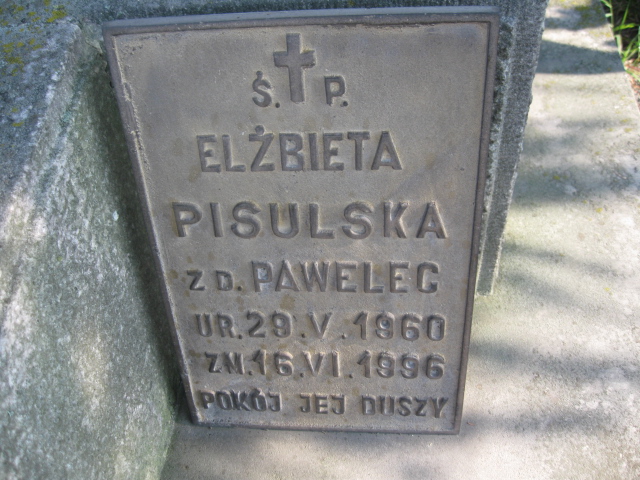 Ś. P.
ELŻBIETA
PISULSKA
Z D. PAWELEC
UR. 29. V. 1960
ZM. 16. VI. 1996
POKÓJ JEJ DUSZY